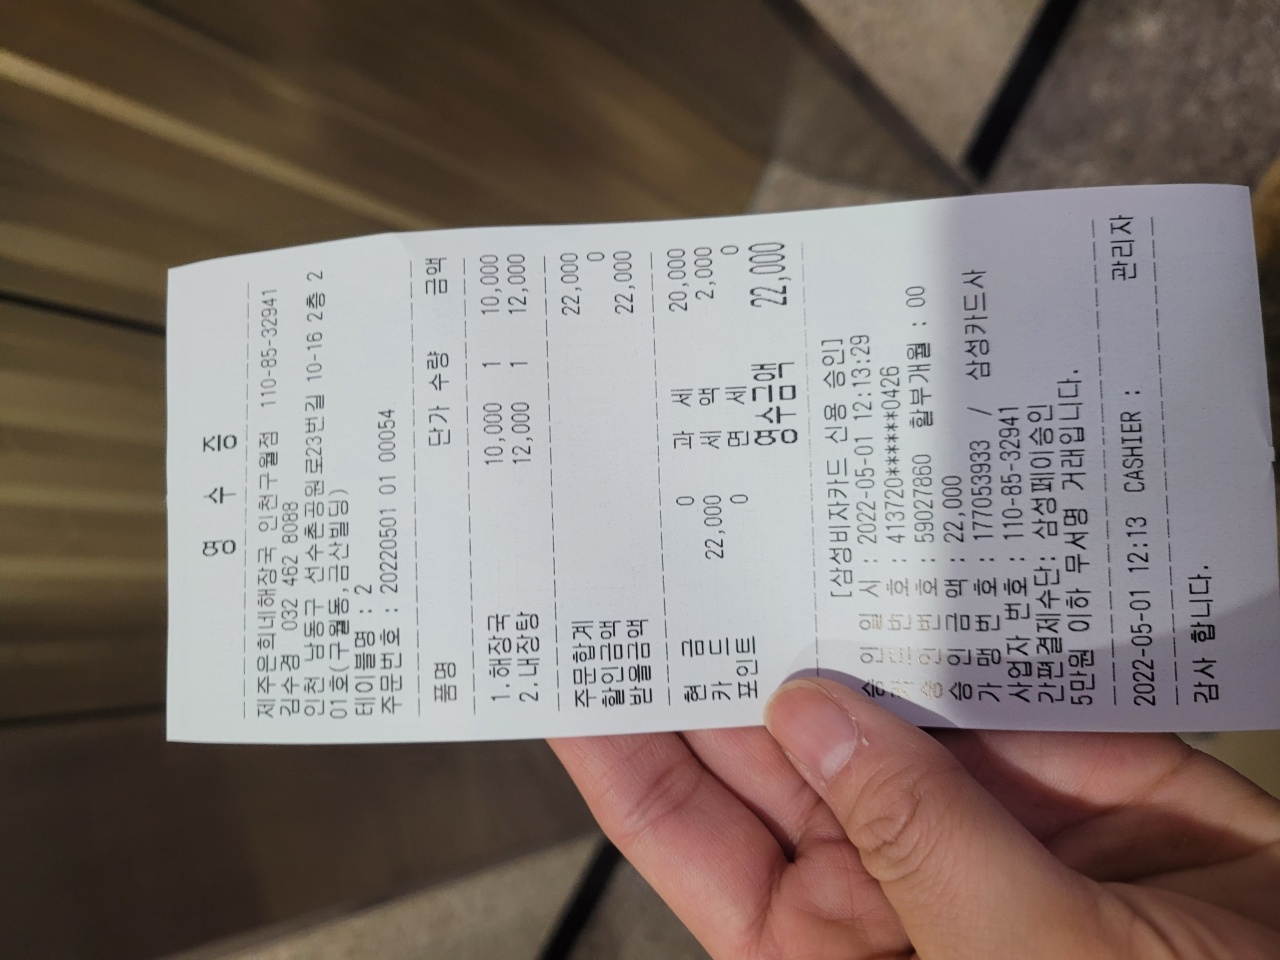 영 수 증
제주은희네해장국 인천구월점 110-85-32941
김수경 032 462 8088
인천 남동구 선수촌공원로23번길 10-16 2층 2
01호(구월동,금산빌딩)
테이블명 : 2
주문번호 : 20220501 01 00054
품명 단가 수량 금액
1.해장국 10,000 1 10,000
2.내장탕 12,000 1 12,000
주문합계 22,000
할인금액 0
받을금액 22,000
현 금 0 과 세 20,000
카 드 22,000 세 액 2,000
포인트 0 면 세 0
영수금액 22,000
[삼성비자카드 신용 승인]
승 인 일 시 : 2022-05-01 12:13:29
카 드 번 호 : 413720******0426
승 인 번 호 : 59027860 할부개월 : 00
승 인 금 액 : 22,000
가 맹 번 호 : 177053933 / 삼성카드사
사업자 번호 : 110-85-32941
간편결제수단: 삼성페이승인
5만원 이하 무서명 거래입니다.
2022-05-01 12:13 CASHIER : 관리자
감사 합니다.